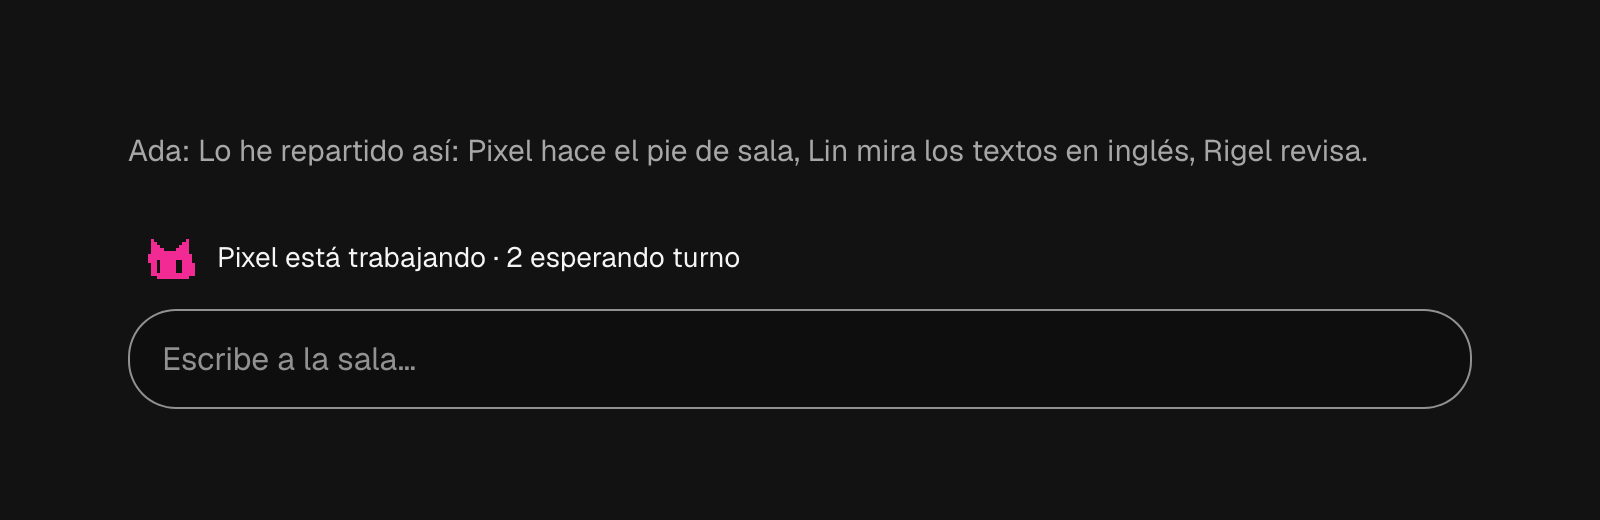 Ada: Lo he repartido así: Pixel hace el pie de sala, Lin mira los textos en inglés, Rigel revisa.
Pixel está trabajando · 2 esperando turno
Escribe a la sala...